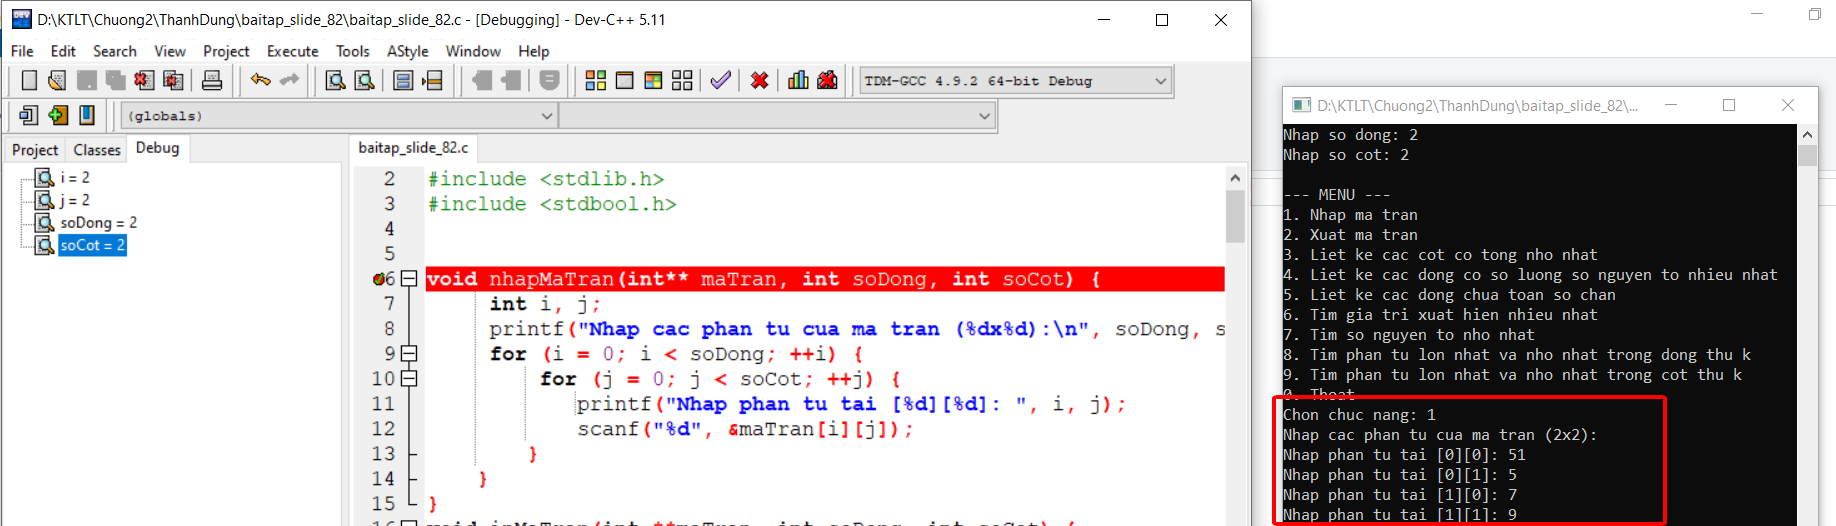 D:\KTLT\Chuong2\ThanhDung\baitap_slide_82\baitap_slide_82.c - [Debugging] - Dev-C++ 5.11
File Edit Search View Project Execute Tools AStyle Window Help
TDM-GCC 4.9.2 64-bit Debug
(globals)
Project Classes Debug
i = 2
j = 2
soDong = 2
soCot = 2
baitap_slide_82.c
2 #include <stdlib.h>
3 #include <stdbool.h>
4
5
6 void nhapMaTran(int** maTran, int soDong, int soCot) {
7 int i, j;
8 printf("Nhap cac phan tu cua ma tran (%dx%d):\n", soDong, s
9 for (i = 0; i < soDong; ++i) {
10 for (j = 0; j < soCot; ++j) {
11 printf("Nhap phan tu tai [%d][%d]: ", i, j);
12 scanf("%d", &maTran[i][j]);
13 }
14 }
15 }
D:\KTLT\Chuong2\ThanhDung\baitap_slide_82\...
Nhap so dong: 2
Nhap so cot: 2
--- MENU ---
1. Nhap ma tran
2. Xuat ma tran
3. Liet ke cac cot co tong nho nhat
4. Liet ke cac dong co so luong so nguyen to nhieu nhat
5. Liet ke cac dong chua toan so chan
6. Tim gia tri xuat hien nhieu nhat
7. Tim so nguyen to nho nhat
8. Tim phan tu lon nhat va nho nhat trong dong thu k
9. Tim phan tu lon nhat va nho nhat trong cot thu k
0. Thoat
Chon chuc nang: 1
Nhap cac phan tu cua ma tran (2x2):
Nhap phan tu tai [0][0]: 51
Nhap phan tu tai [0][1]: 5
Nhap phan tu tai [1][0]: 7
Nhap phan tu tai [1][1]: 9